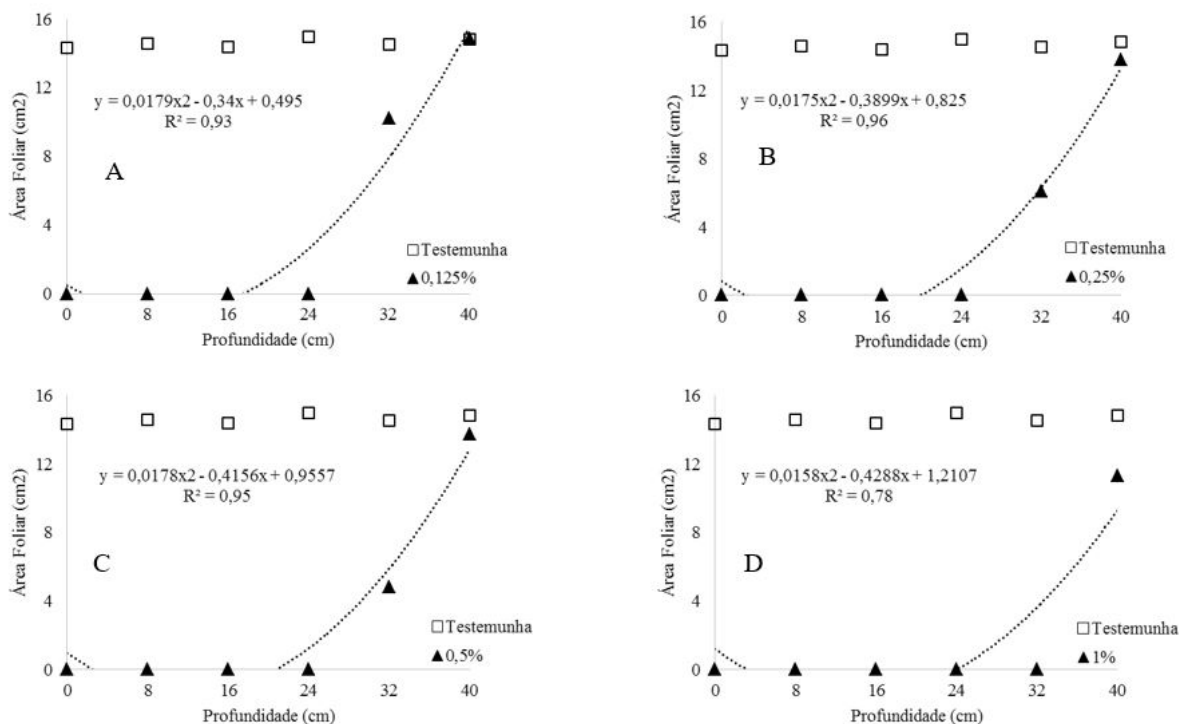 16
12
8
4
0
Área Foliar (cm2)
y = 0,0179x2 - 0,34x + 0,495
R² = 0,93
A
□ Testemunha
▲ 0,125%
0 8 16 24 32 40
Profundidade (cm)
16
12
8
4
0
Área Foliar (cm2)
y = 0,0175x2 - 0,3899x + 0,825
R² = 0,96
B
□ Testemunha
▲ 0,25%
0 8 16 24 32 40
Profundidade (cm)
16
12
8
4
0
Área Foliar (cm2)
y = 0,0178x2 - 0,4156x + 0,9557
R² = 0,95
C
□ Testemunha
▲ 0,5%
0 8 16 24 32 40
Profundidade (cm)
16
12
8
4
0
Área Foliar (cm2)
y = 0,0158x2 - 0,4288x + 1,2107
R² = 0,78
D
□ Testemunha
▲ 1%
0 8 16 24 32 40
Profundidade (cm)